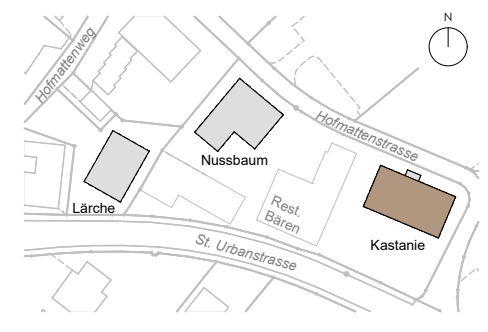 N
Hofmattenweg
Hofmattenstrasse
Nussbaum
Lärche
Rest.
Bären
Kastanie
St. Urbanstrasse